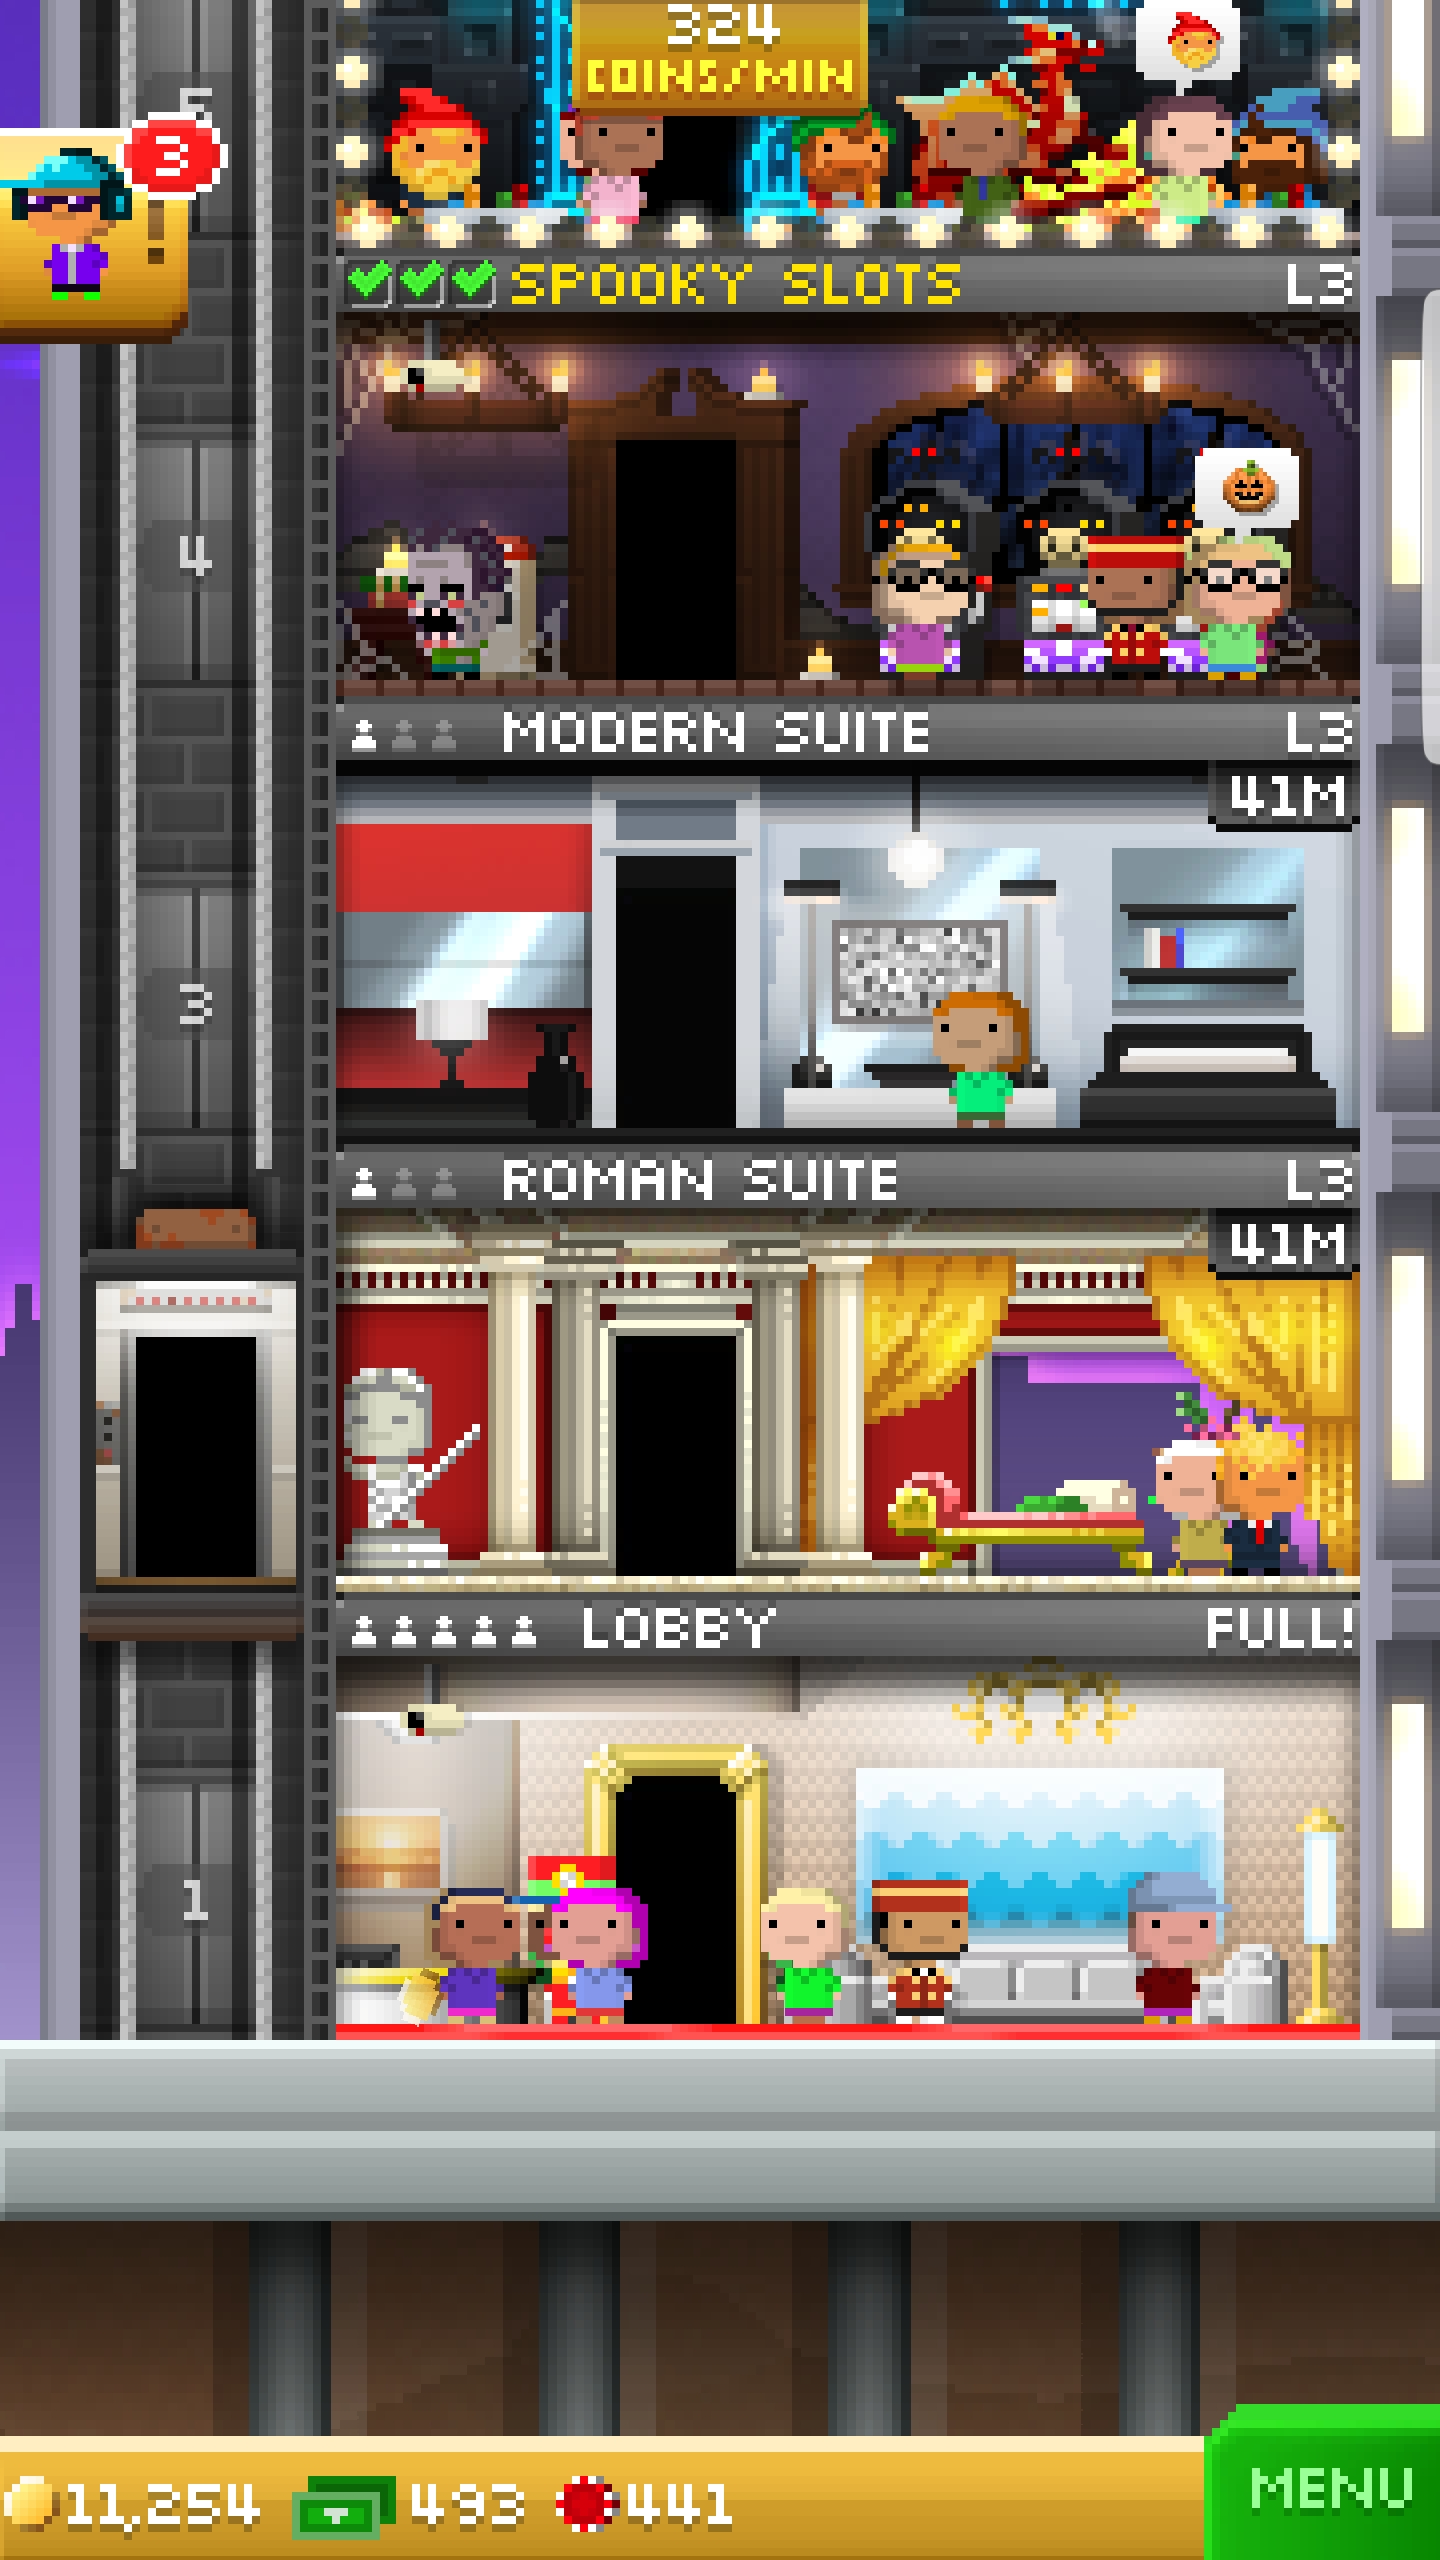 324
COINS/MIN
5
3
!
SPOOKY SLOTS L3
4
MODERN SUITE L3
41M
3
ROMAN SUITE L3
41M
LOBBY FULL!
1
11,254 493 441
MENU